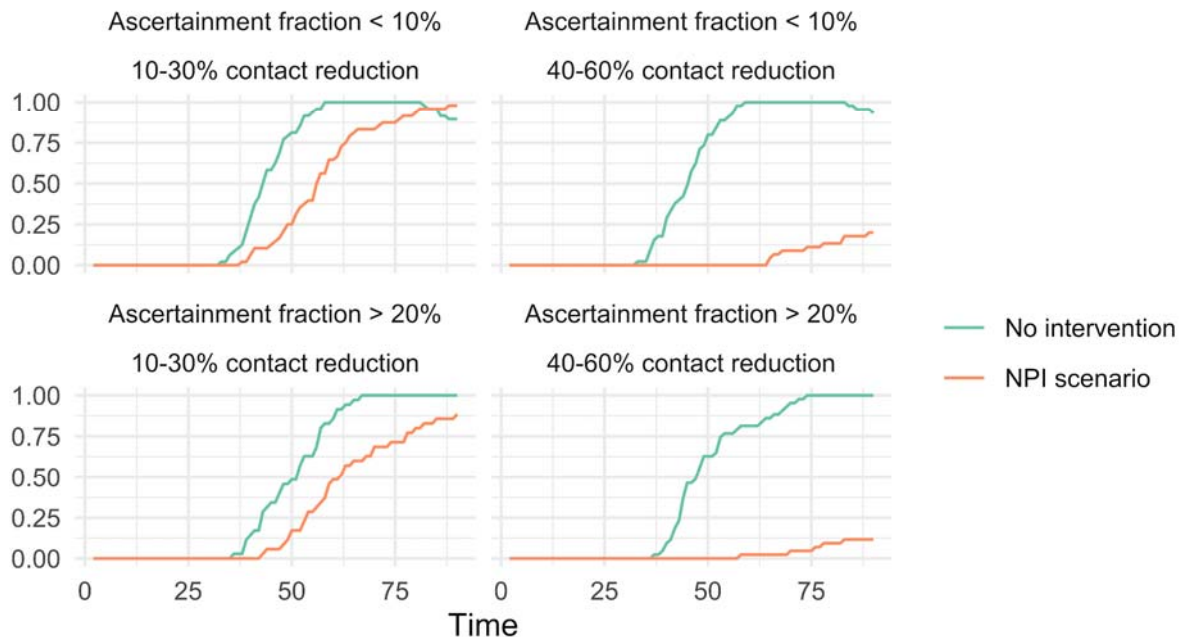 Ascertainment fraction < 10%
10-30% contact reduction
Ascertainment fraction < 10%
40-60% contact reduction
1.00
0.75
0.50
0.25
0.00
Ascertainment fraction > 20%
10-30% contact reduction
Ascertainment fraction > 20%
40-60% contact reduction
1.00
0.75
0.50
0.25
0.00
0 25 50 75
0 25 50 75
Time
No intervention
NPI scenario